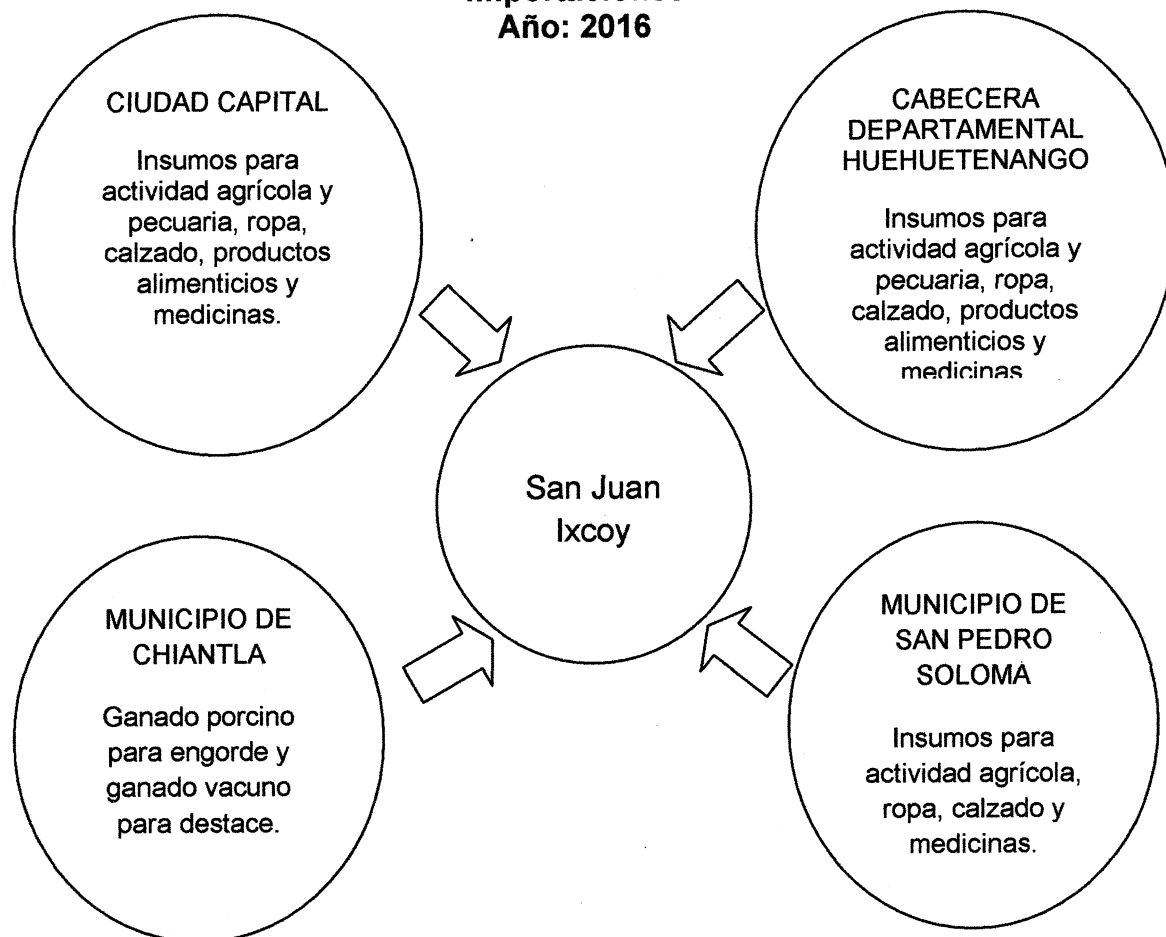 Año: 2016
CIUDAD CAPITAL
Insumos para
actividad agrícola y
pecuaria, ropa,
calzado, productos
alimenticios y
medicinas.
CABECERA
DEPARTAMENTAL
HUEHUETENANGO
Insumos para
actividad agrícola y
pecuaria, ropa,
calzado, productos
alimenticios y
medicinas
San Juan
Ixcoy
MUNICIPIO DE
CHIANTLA
Ganado porcino
para engorde y
ganado vacuno
para destace.
MUNICIPIO DE
SAN PEDRO
SOLOMA
Insumos para
actividad agrícola,
ropa, calzado y
medicinas.